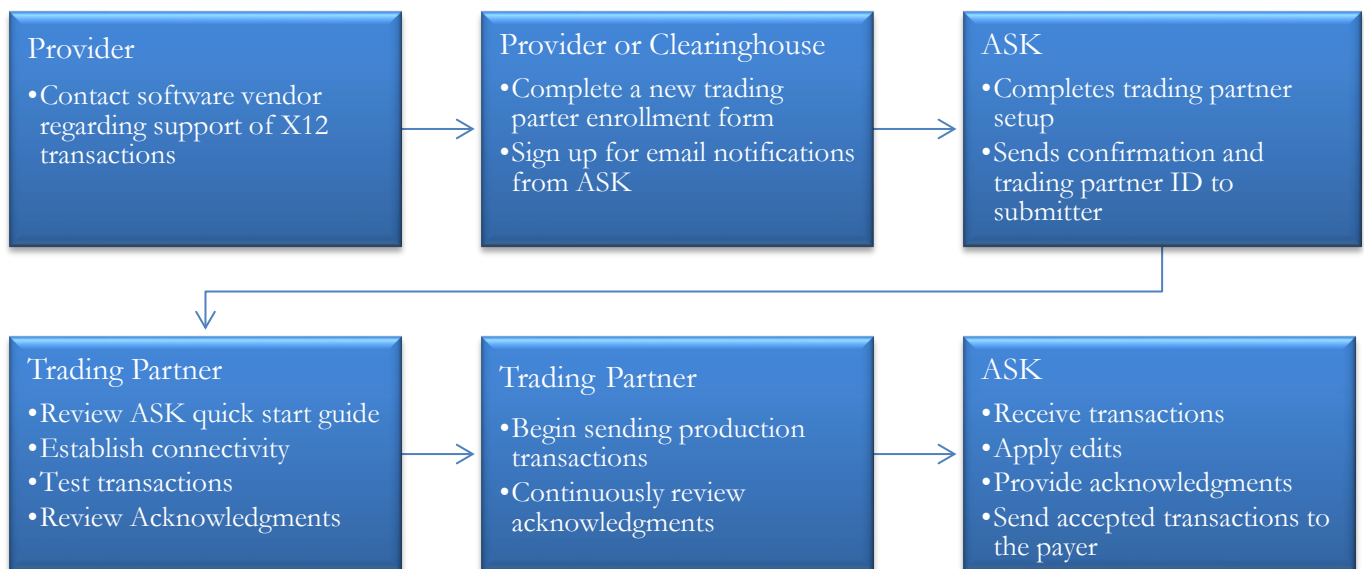 Provider
•Contact software vendor
regarding support of X12
transactions
Provider or Clearinghouse
•Complete a new trading
parter enrollment form
•Sign up for email notifications
from ASK
ASK
•Completes trading partner
setup
•Sends confirmation and
trading partner ID to
submitter
Trading Partner
•Review ASK quick start guide
•Establish connectivity
•Test transactions
•Review Acknowledgments
Trading Partner
•Begin sending production
transactions
•Continuously review
acknowledgments
ASK
•Receive transactions
•Apply edits
•Provide acknowledgments
•Send accepted transactions to
the payer